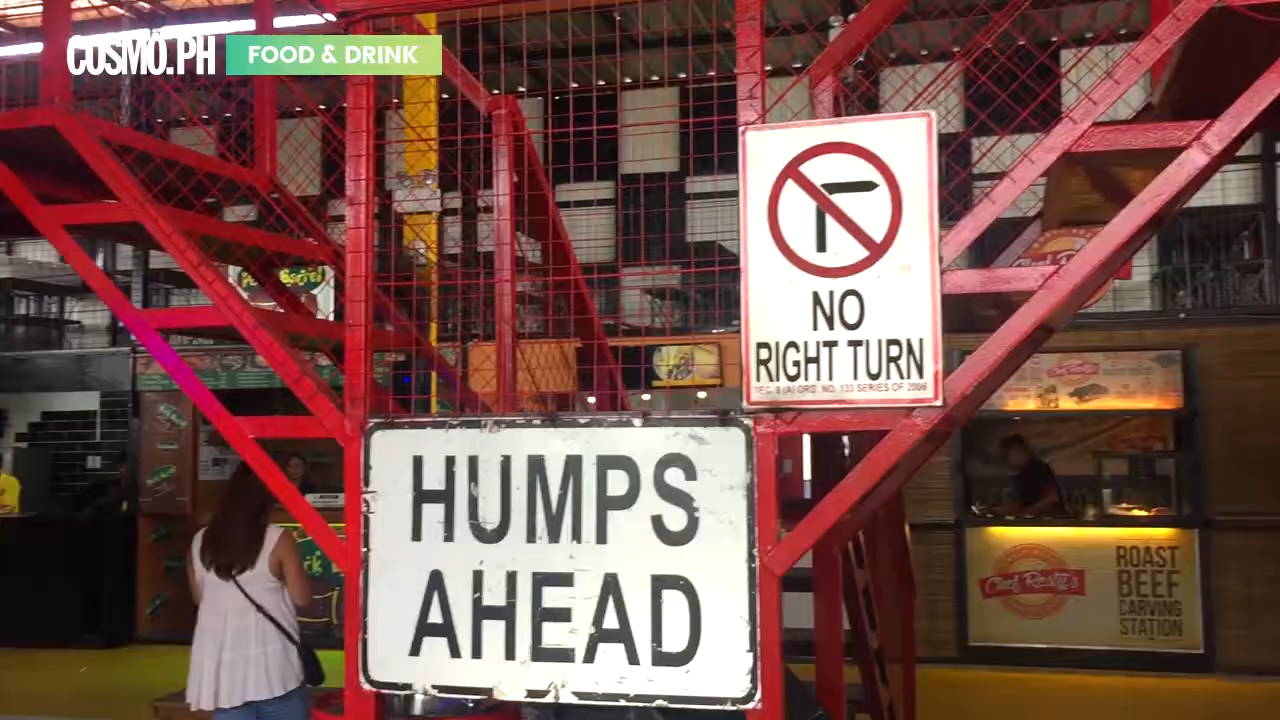 COSMO.PH
FOOD & DRINK
NO
RIGHT TURN
HUMPS
AHEAD
Chef Rosty's
ROAST
BEEF
CARVING
STATION